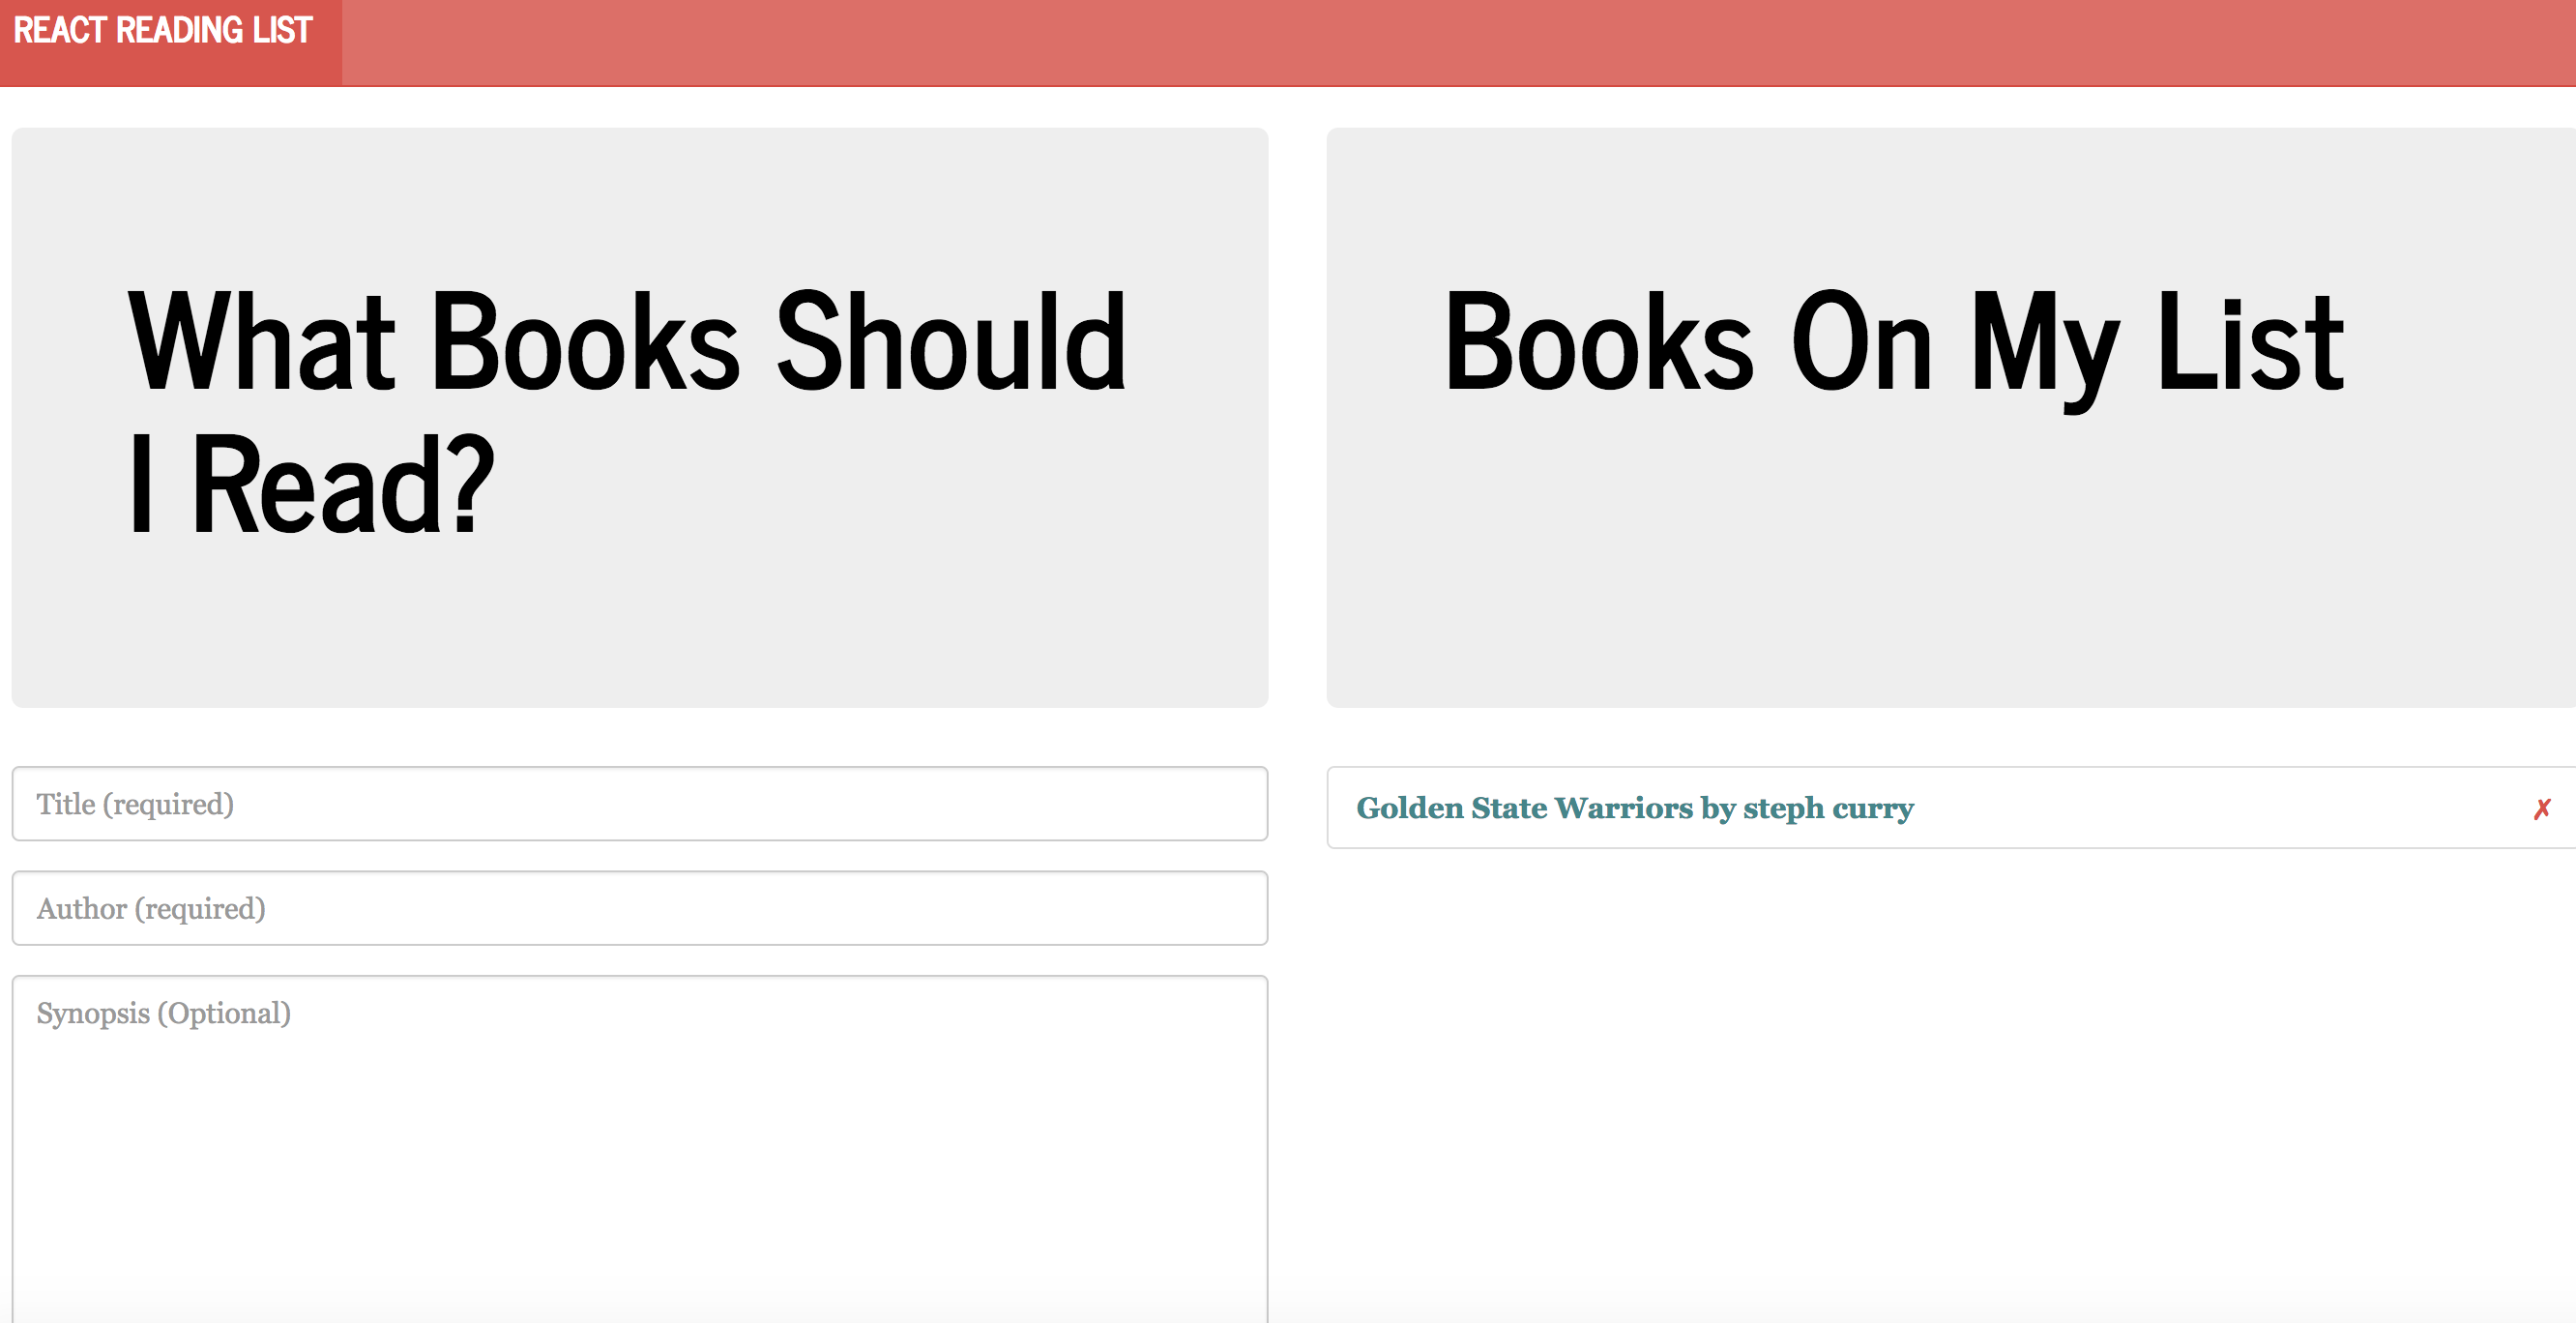 REACT READING LIST
What Books Should
I Read?
Title (required)
Author (required)
Synopsis (Optional)
Books On My List
Golden State Warriors by steph curry ✗